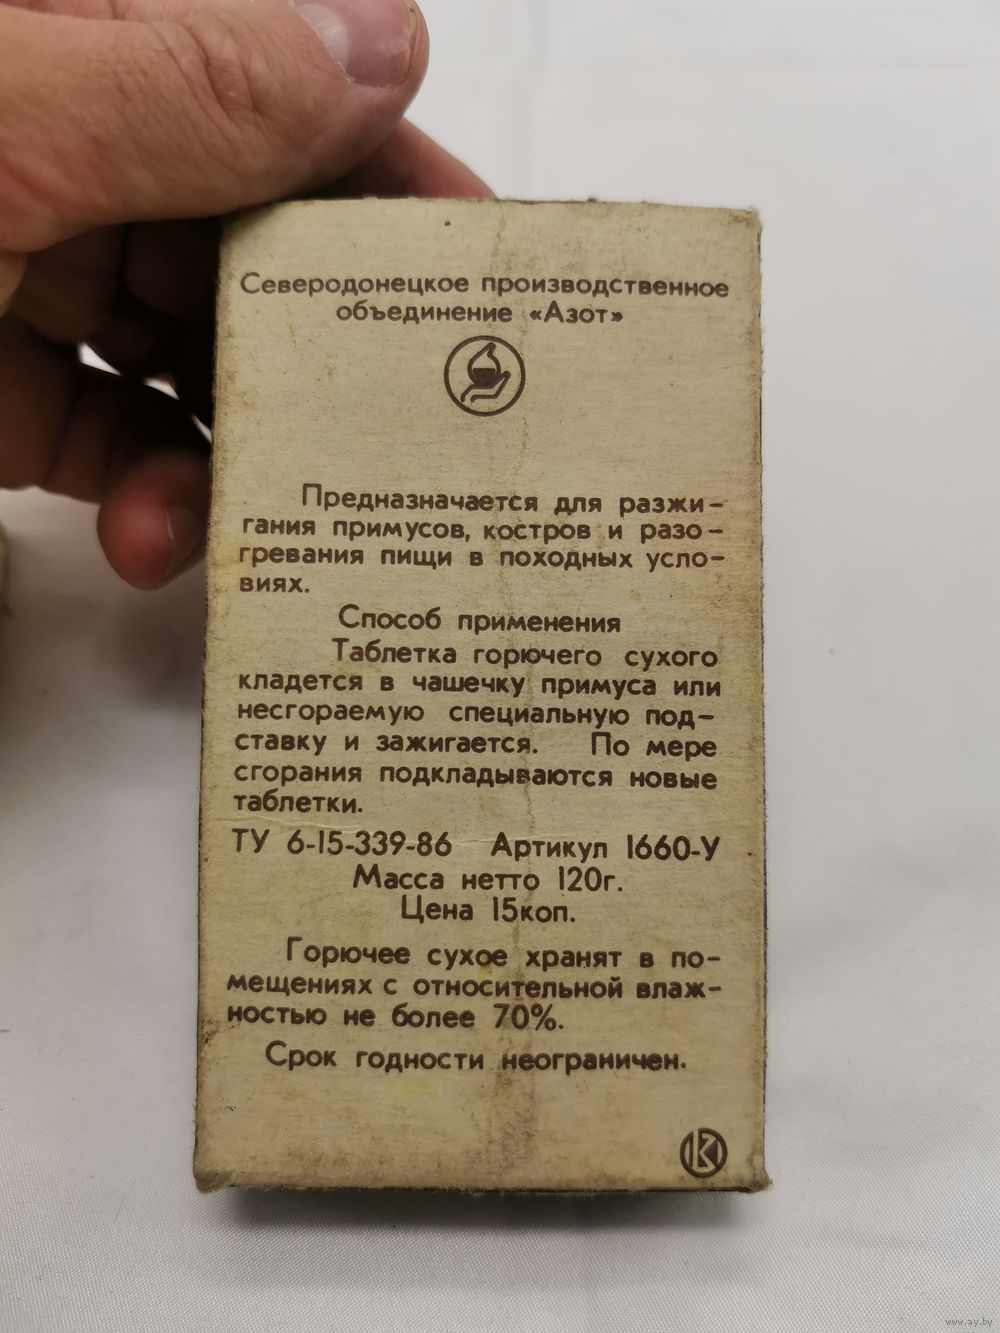 Северодонецкое производственное
объединение «Азот»
Предназначается для разжи-
гания примусов, костров и разо-
гревания пищи в походных усло-
виях.
Способ применения
Таблетка горючего сухого
кладется в чашечку примуса или
несгораемую специальную под-
ставку и зажигается. По мере
сгорания подкладываются новые
таблетки.
ТУ 6-15-339-86 Артикул 1660-У
Масса нетто 120г.
Цена 15коп.
Горючее сухое хранят в по-
мещениях с относительной влаж-
ностью не более 70%.
Срок годности неограничен.
www.ay.by